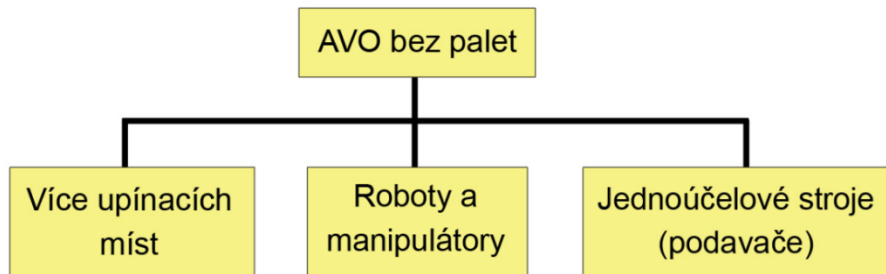 AVO bez palet
Více upínacích
míst
Roboty a
manipulátory
Jednoúčelové stroje
(podavače)